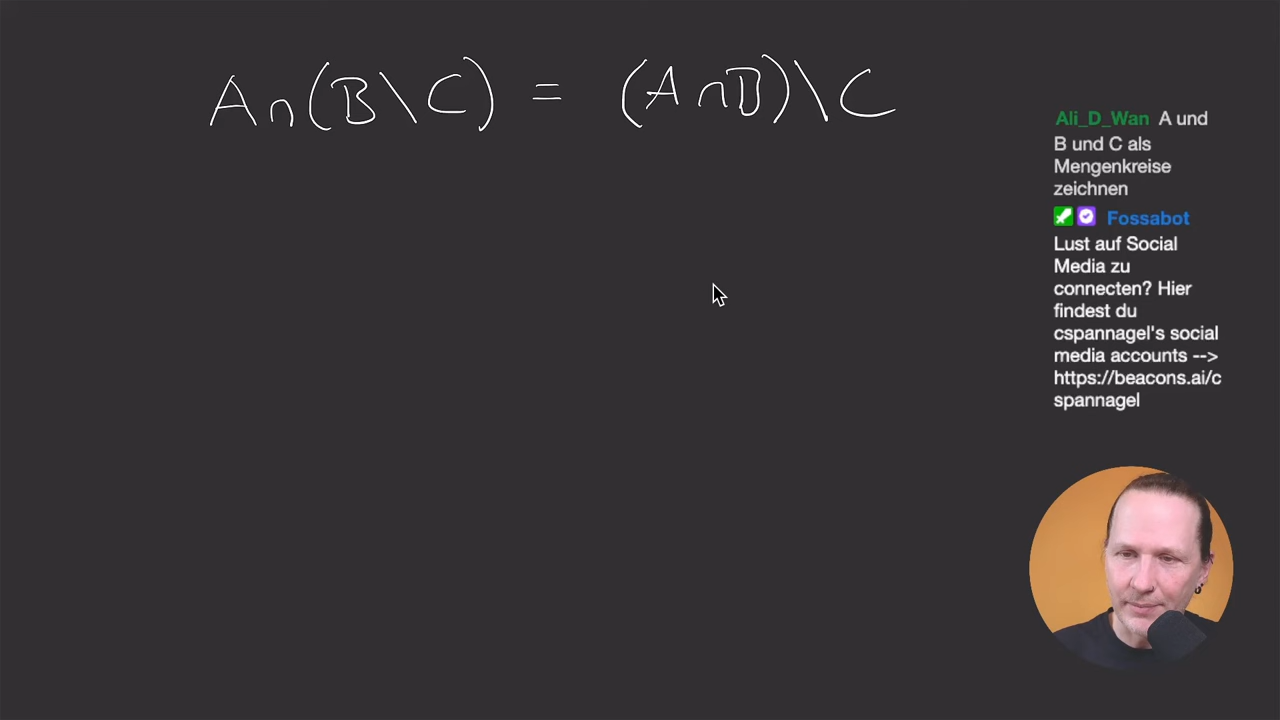 A∩(B\C) = (A∩B)\C
Ali_D_Wan A und
B und C als
Mengenkreise
zeichnen
Fossabot
Lust auf Social
Media zu
connecten? Hier
findest du
cspannagel's social
media accounts -->
https://beacons.ai/c
spannagel